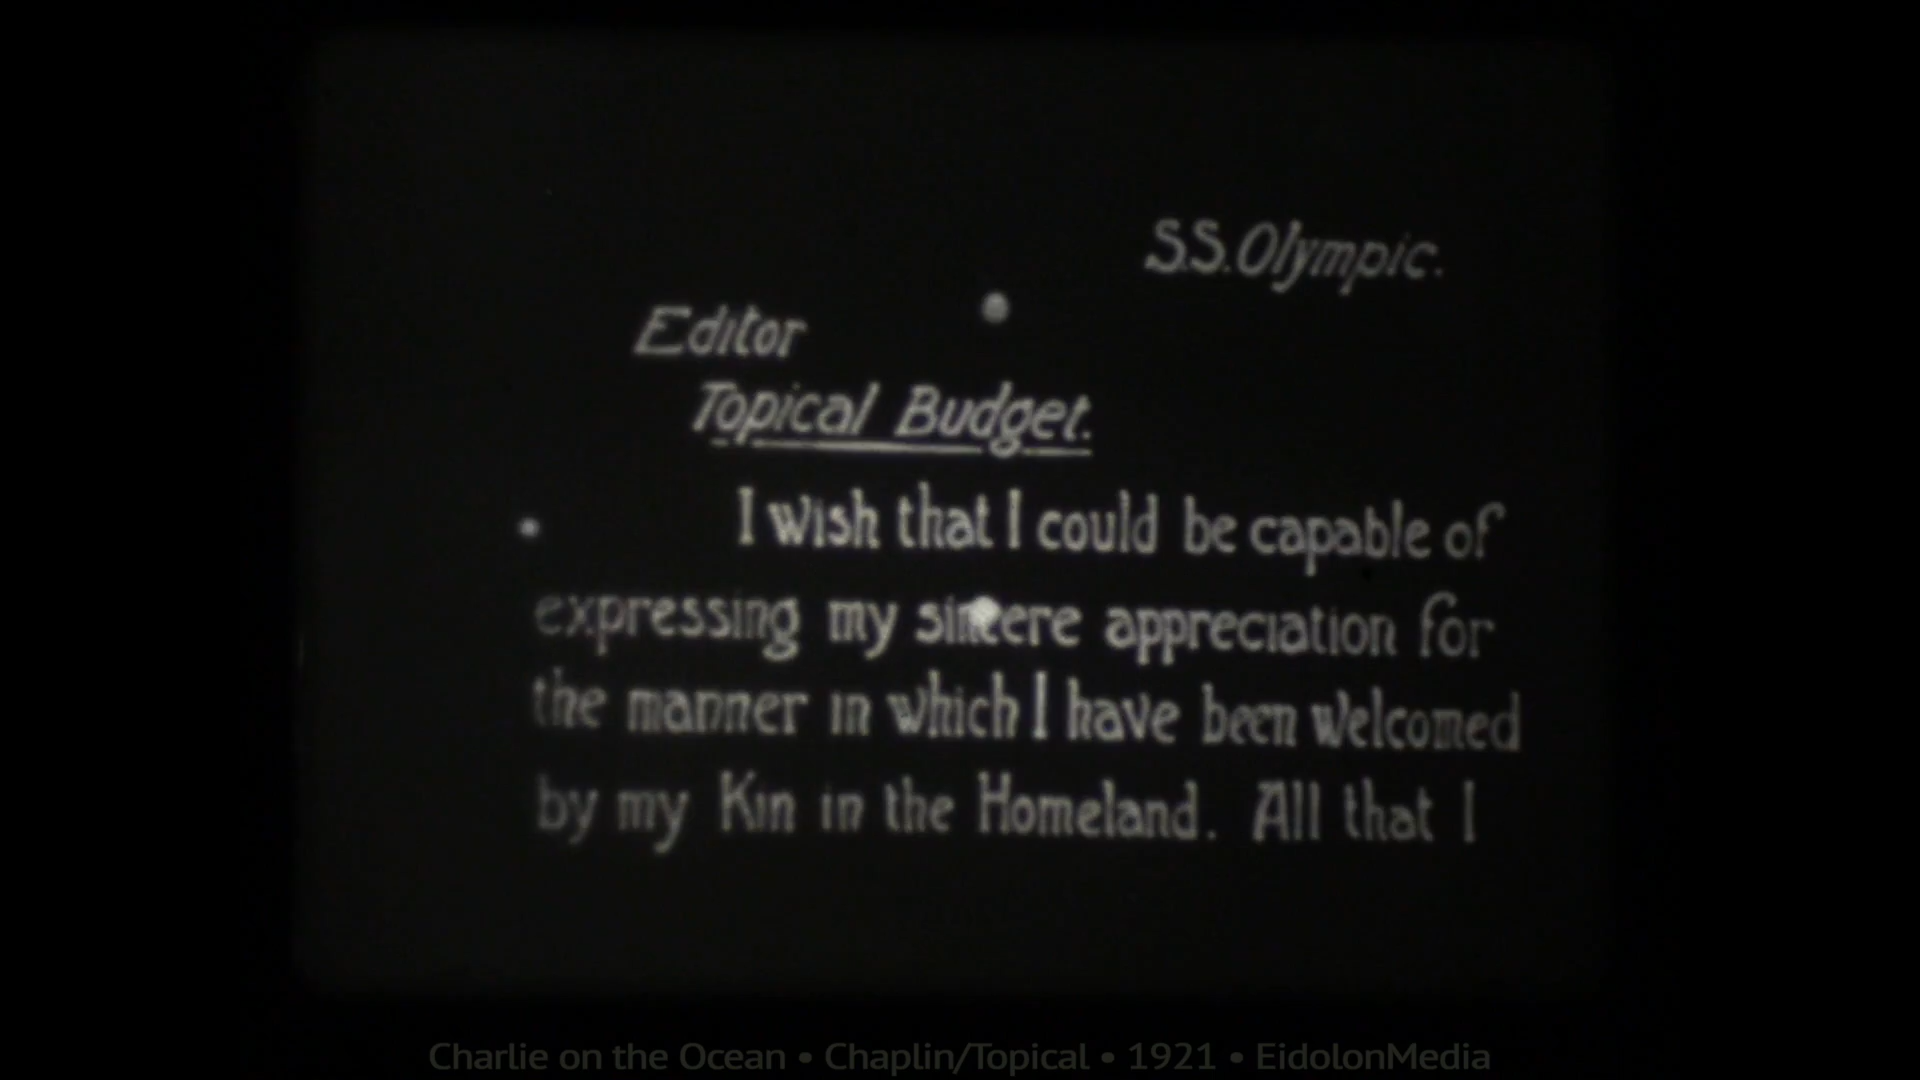 S.S. Olympic.
Editor
Topical Budget.
I wish that I could be capable of
expressing my sincere appreciation for
the manner in which I have been welcomed
by my Kin in the Homeland. All that I
Charlie on the Ocean • Chaplin/Topical • 1921 • EidolonMedia